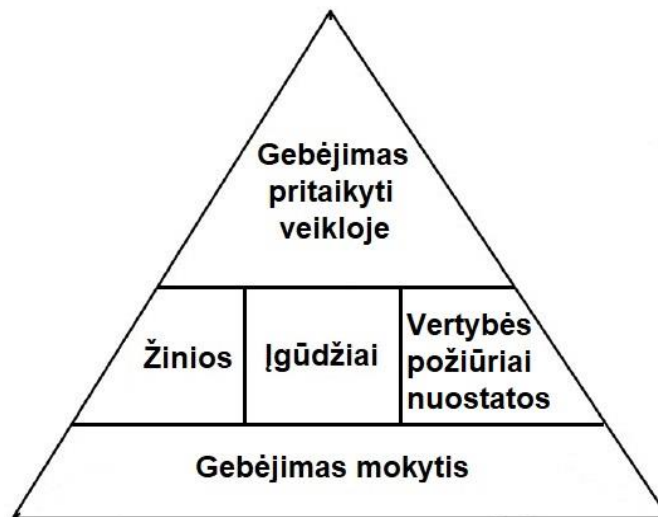 Gebėjimas
pritaikyti
veikloje
Žinios
Įgūdžiai
Vertybės
požiūriai
nuostatos
Gebėjimas mokytis